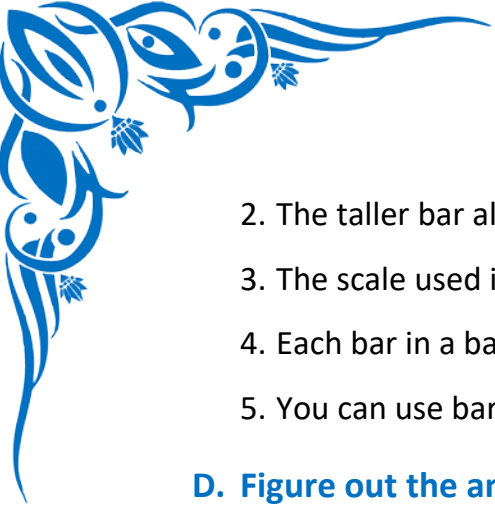 2. The taller bar al
3. The scale used i
4. Each bar in a ba
5. You can use bar
D. Figure out the a